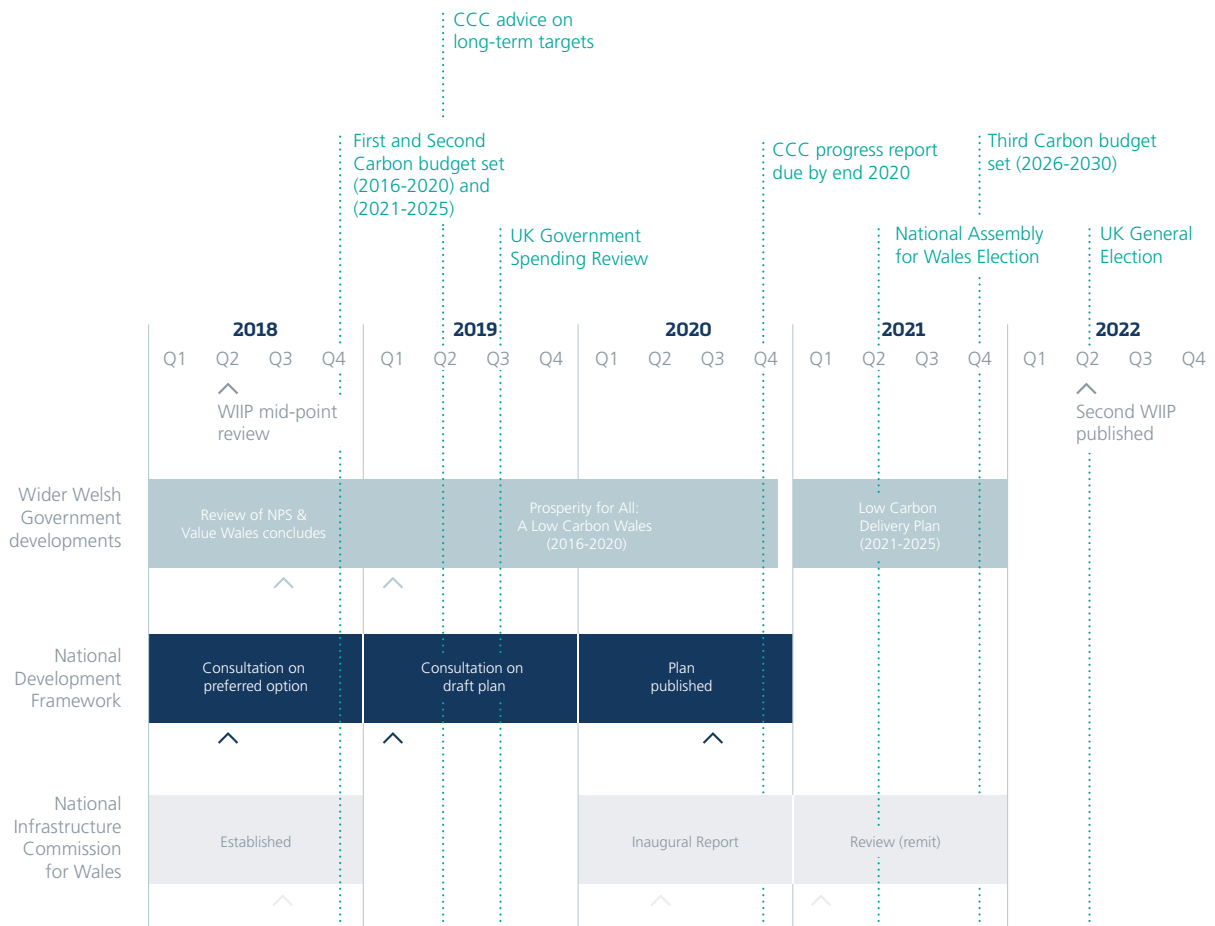 CCC advice on
long-term targets
First and Second
Carbon budget set
(2016-2020) and
(2021-2025)
CCC progress report
due by end 2020
Third Carbon budget
set (2026-2030)
UK Government
Spending Review
National Assembly
for Wales Election
UK General
Election
2018 2019 2020 2021 2022
Q1 Q2 Q3 Q4 Q1 Q2 Q3 Q4 Q1 Q2 Q3 Q4 Q1 Q2 Q3 Q4 Q1 Q2 Q3 Q4
WIIP mid-point
review
Second WIIP
published
Wider Welsh
Government
developments
Review of NPS &
Value Wales concludes
Prosperity for All:
A Low Carbon Wales
(2016-2020)
Low Carbon
Delivery Plan
(2021-2025)
National
Development
Framework
Consultation on
preferred option
Consultation on
draft plan
Plan
published
National
Infrastructure
Commission
for Wales
Established
Inaugural Report
Review (remit)